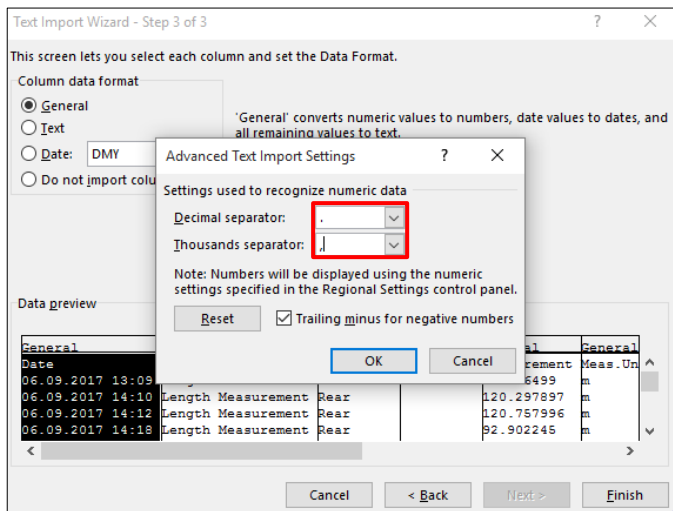 Text Import Wizard - Step 3 of 3 ? ×
This screen lets you select each column and set the Data Format.
Column data format
General
Text
Date: DMY
Do not import colu
'General' converts numeric values to numbers, date values to dates, and
all remaining values to text.
Advanced Text Import Settings ? ×
Settings used to recognize numeric data
Decimal separator: .
Thousands separator: ,
Note: Numbers will be displayed using the numeric
settings specified in the Regional Settings control panel.
Reset Trailing minus for negative numbers
OK Cancel
Data preview
General General
Date rement Meas.Un
06.09.2017 13:09 6499 m
06.09.2017 14:10 Length Measurement Rear 120.297897 m
06.09.2017 14:12 Length Measurement Rear 120.757996 m
06.09.2017 14:18 Length Measurement Rear 92.902245 m
Cancel < Back Next > Finish